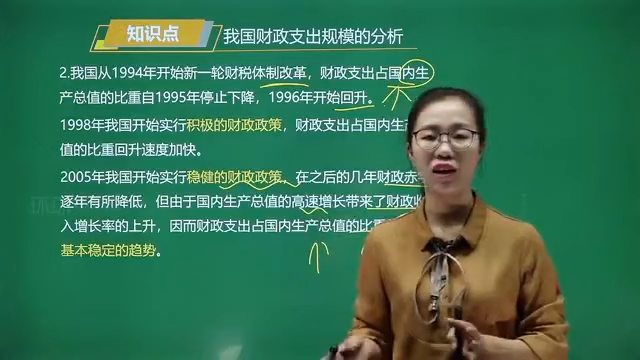 知识点 我国财政支出规模的分析
2.我国从1994年开始新一轮财税体制改革，财政支出占国内生
产总值的比重自1995年停止下降，1996年开始回升。
1998年我国开始实行积极的财政政策，财政支出占国内生产
值的比重回升速度加快。
2005年我国开始实行稳健的财政政策，在之后的几年财政赤
逐年有所降低，但由于国内生产总值的高速增长带来了财政收
入增长率的上升，因而财政支出占国内生产总值的比重
基本稳定的趋势。